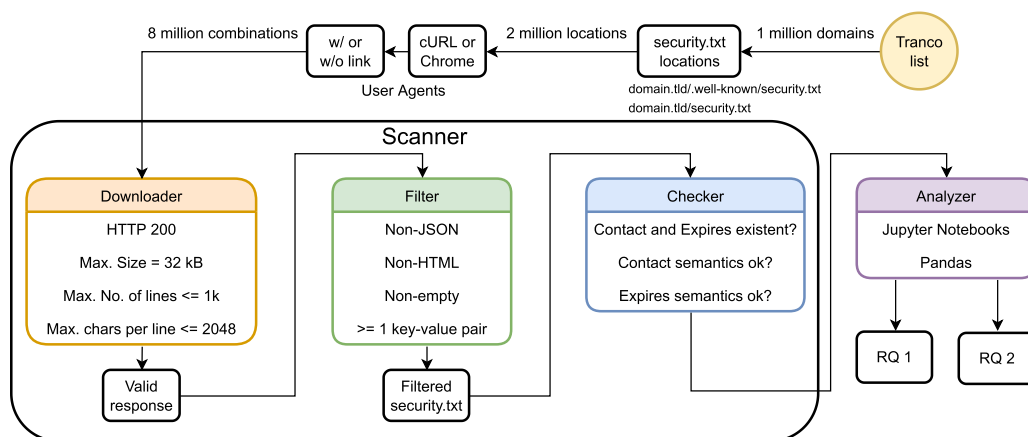 8 million combinations
w/ or
w/o link
cURL or
Chrome
User Agents
2 million locations
security.txt
locations
domain.tld/.well-known/security.txt
domain.tld/security.txt
1 million domains
Tranco
list
Scanner
Downloader
HTTP 200
Max. Size = 32 kB
Max. No. of lines <= 1k
Max. chars per line <= 2048
Valid
response
Filter
Non-JSON
Non-HTML
Non-empty
>= 1 key-value pair
Filtered
security.txt
Checker
Contact and Expires existent?
Contact semantics ok?
Expires semantics ok?
Analyzer
Jupyter Notebooks
Pandas
RQ 1
RQ 2